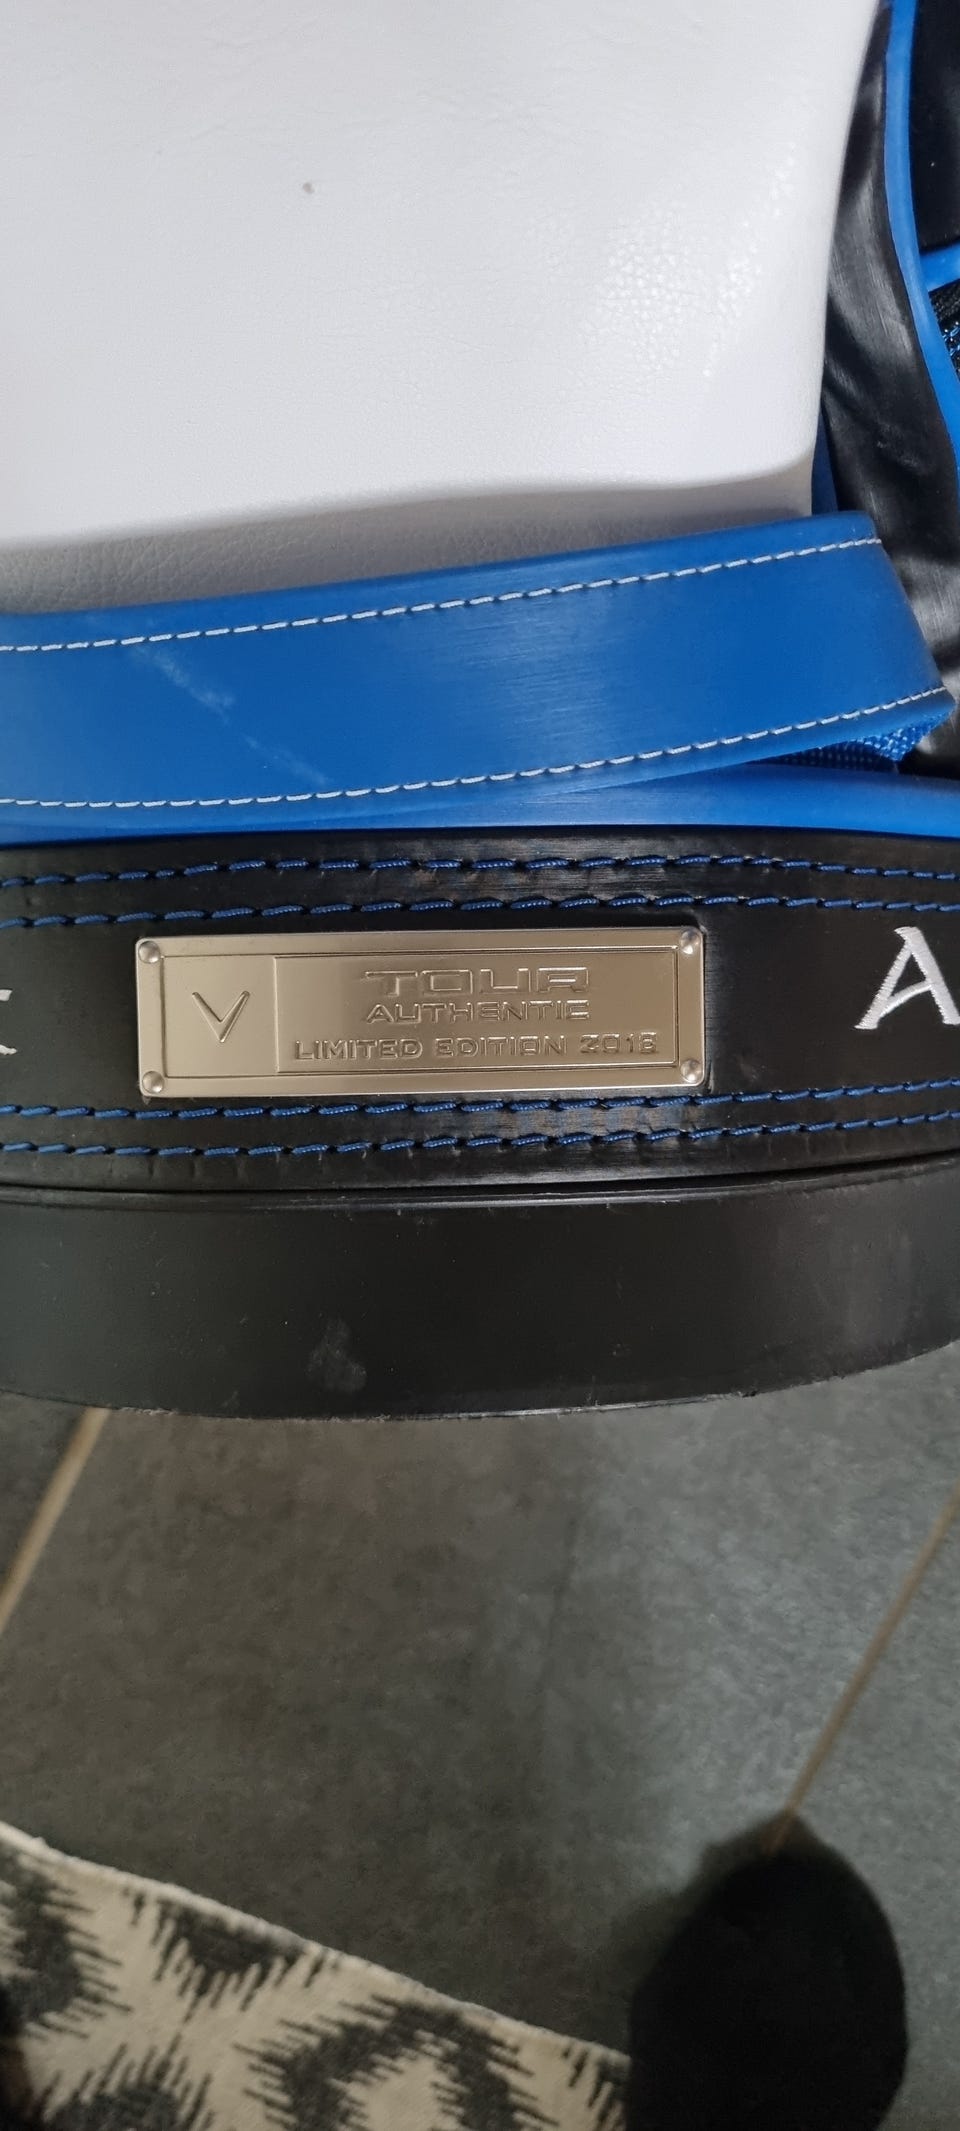 TOUR
AUTHENTIC
LIMITED EDITION 2018
A